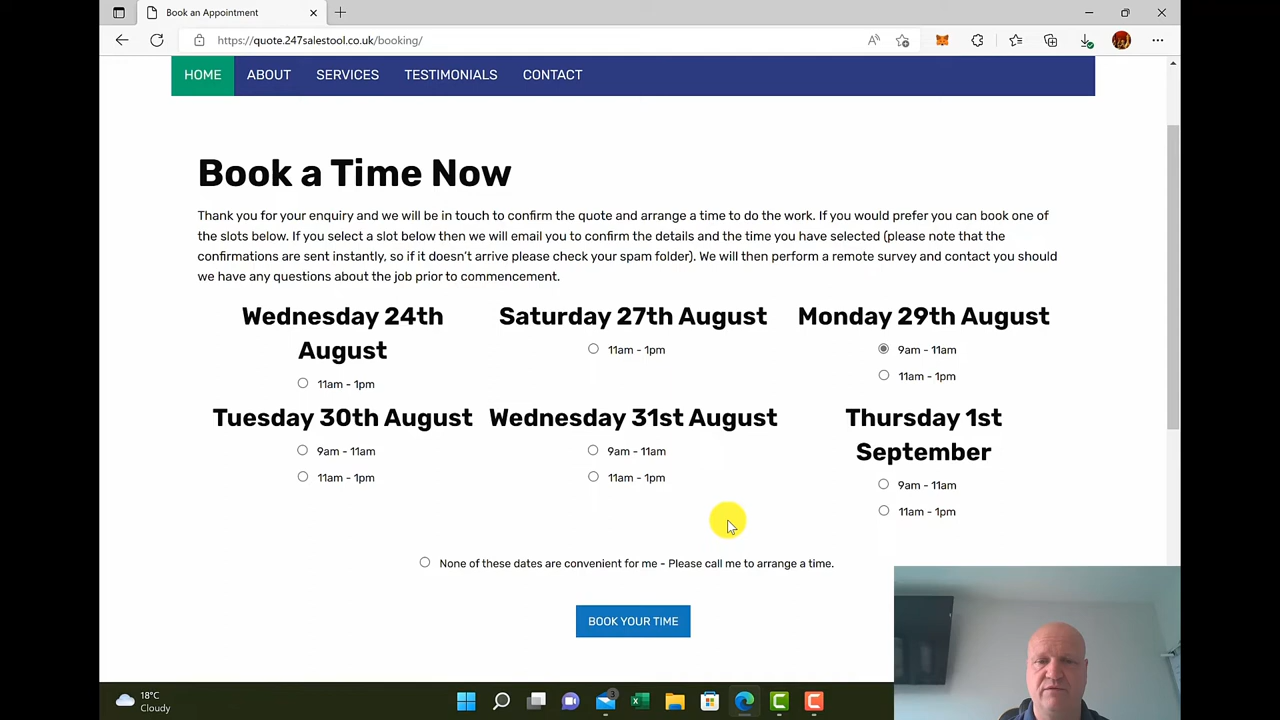 Book an Appointment
https://quote.247salestool.co.uk/booking/
HOME ABOUT SERVICES TESTIMONIALS CONTACT
Book a Time Now
Thank you for your enquiry and we will be in touch to confirm the quote and arrange a time to do the work. If you would prefer you can book one of
the slots below. If you select a slot below then we will email you to confirm the details and the time you have selected (please note that the
confirmations are sent instantly, so if it doesn't arrive please check your spam folder). We will then perform a remote survey and contact you should
we have any questions about the job prior to commencement.
Wednesday 24th
August
11am - 1pm
Saturday 27th August
11am - 1pm
Monday 29th August
9am - 11am
11am - 1pm
Tuesday 30th August
9am - 11am
11am - 1pm
Wednesday 31st August
9am - 11am
11am - 1pm
Thursday 1st
September
9am - 11am
11am - 1pm
None of these dates are convenient for me - Please call me to arrange a time.
BOOK YOUR TIME
18°C
Cloudy
3